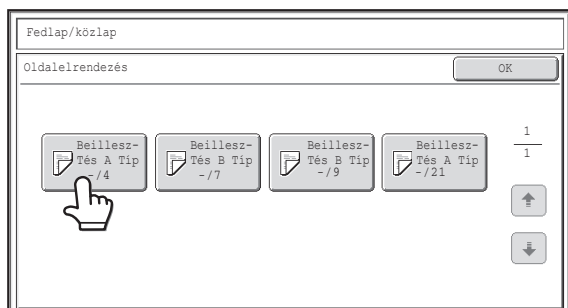 Fedlap/közlap
Oldalelrendezés
OK
Beillesz-
Tés A Típ
-/4
Beillesz-
Tés B Típ
-/7
Beillesz-
Tés B Típ
-/9
Beillesz-
Tés A Típ
-/21
1
1